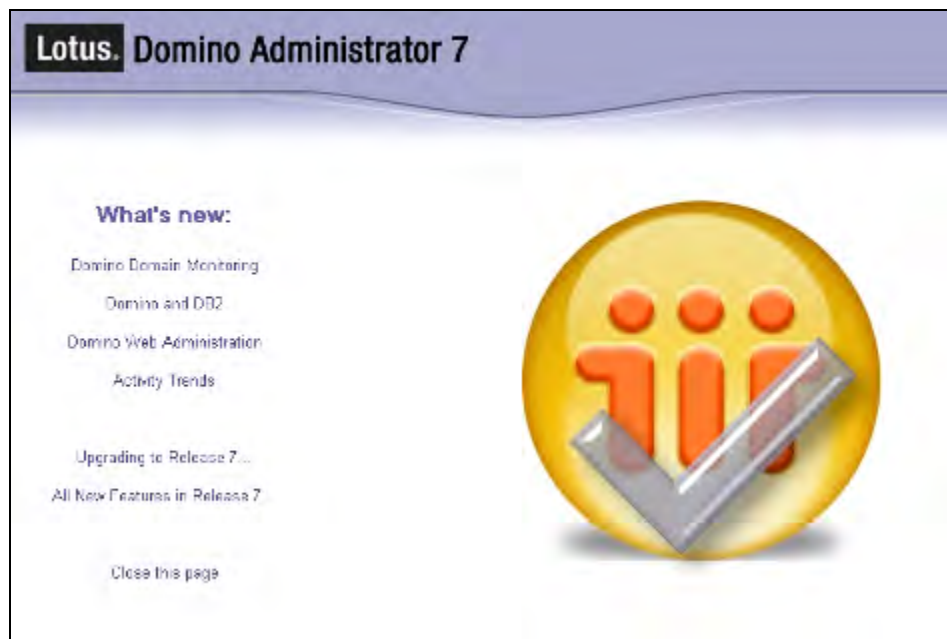 Lotus. Domino Administrator 7
What's new:
Domino Domain Monitoring
Domino and DB2
Domino Web Administration
Activity Trends
Upgrading to Release 7...
All New Features in Release 7
Close this page